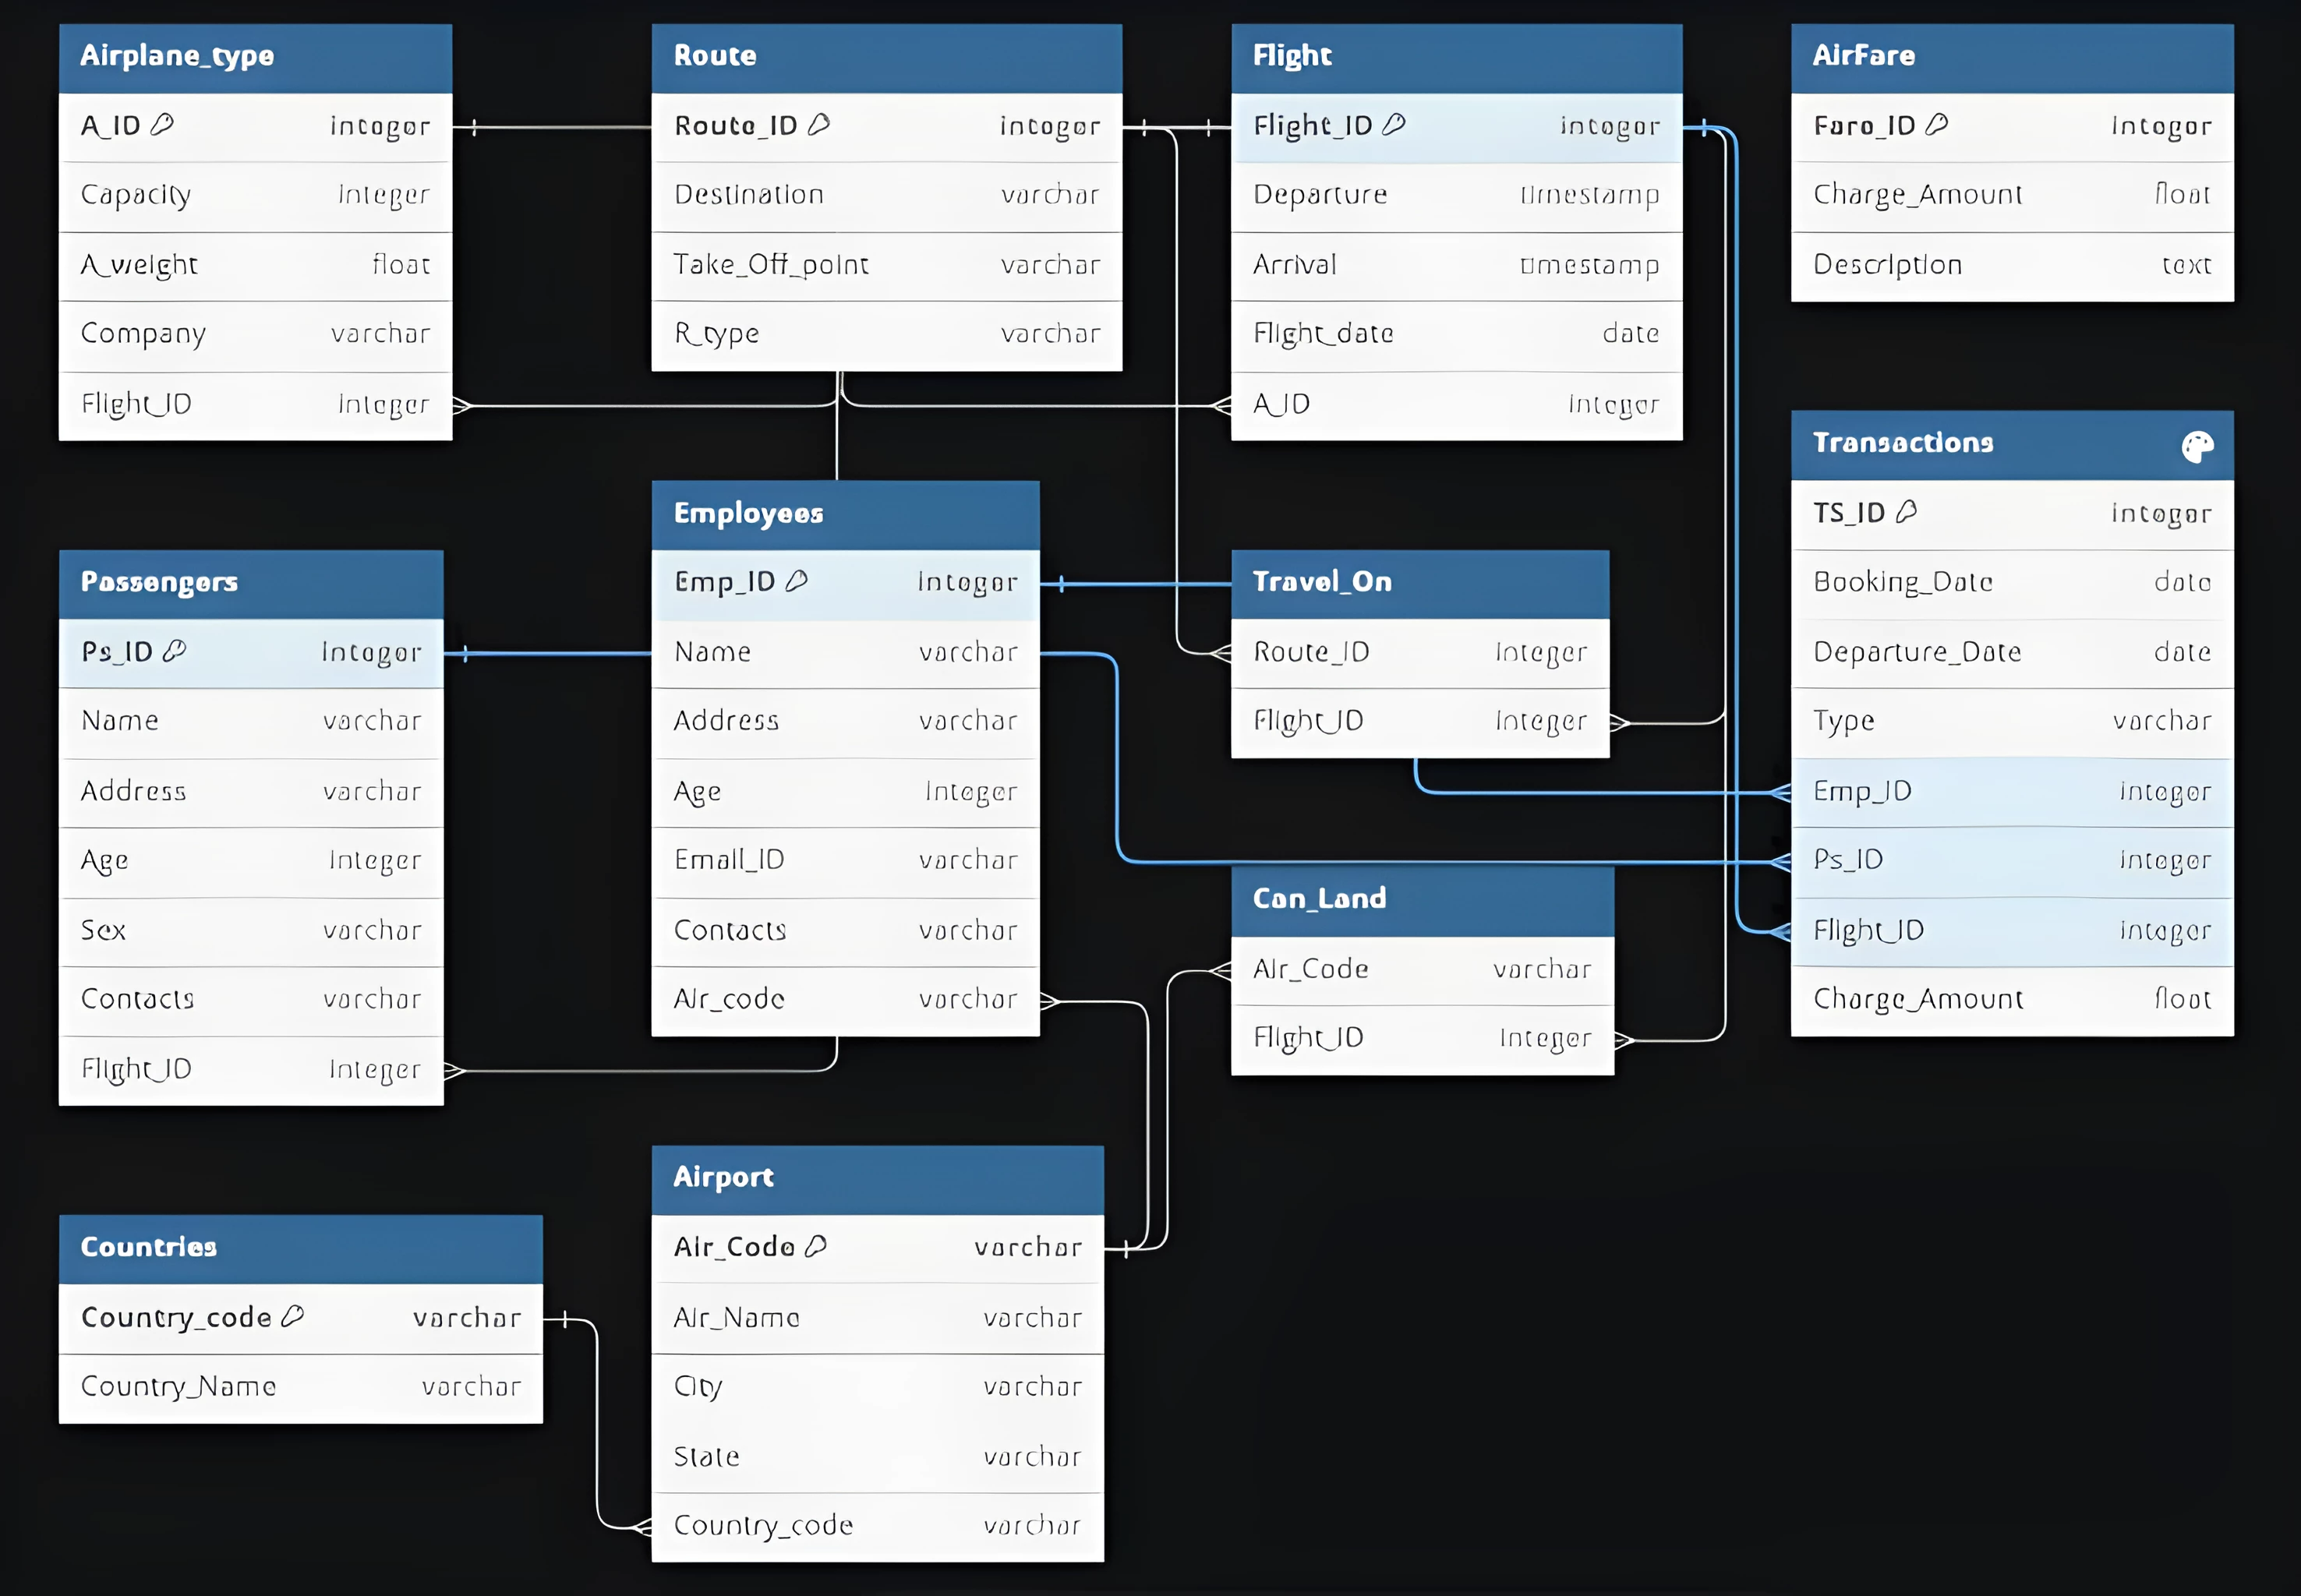 Airplane_type
A_ID integer
Capacity integer
A_weight float
Company varchar
Flight_ID integer
Route
Route_ID integer
Destination varchar
Take_Off_point varchar
R_type varchar
Flight
Flight_ID integer
Departure timestamp
Arrival timestamp
Flight_date date
A_ID integer
AirFare
Fare_ID integer
Charge_Amount float
Description text
Passengers
Ps_ID integer
Name varchar
Address varchar
Age integer
Sex varchar
Contacts varchar
Flight_ID integer
Employees
Emp_ID integer
Name varchar
Address varchar
Age integer
Email_ID varchar
Contacts varchar
Air_code varchar
Travel_On
Route_ID integer
Flight_ID integer
Can_Land
Air_Code varchar
Flight_ID integer
Transactions
TS_ID integer
Booking_Date date
Departure_Date date
Type varchar
Emp_ID integer
Ps_ID integer
Flight_ID integer
Charge_Amount float
Countries
Country_code varchar
Country_Name varchar
Airport
Air_Code varchar
Air_Name varchar
City varchar
State varchar
Country_code varchar